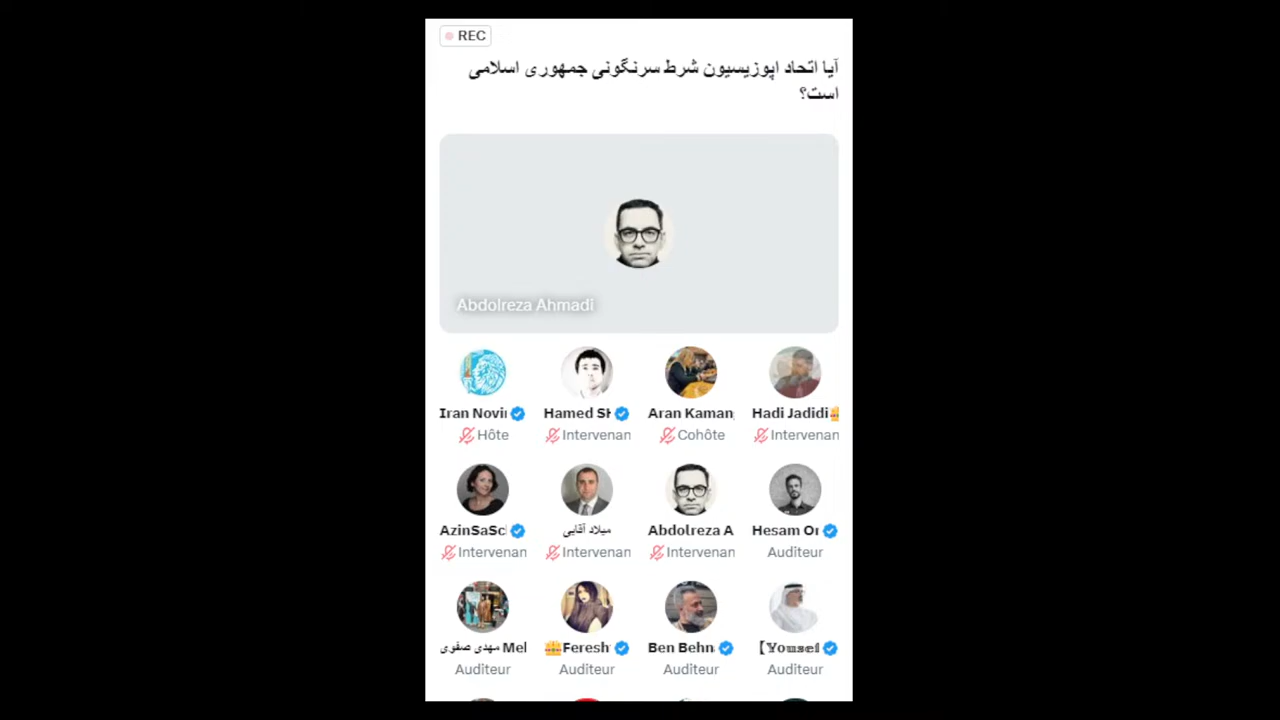 REC
آیا اتحاد اپوزیسیون شرط سرنگونی جمهوری اسلامی
است؟
Abdolreza Ahmadi
Iran Novi Hamed Sh Aran Kaman Hadi Jadidi
Hôte Intervenan Cohôte Intervenan
AzinSaSc میلاد آقایی Abdolreza A Hesam Or
Intervenan Intervenan Intervenan Auditeur
مهدی صفوی Mel Feresh Ben Behn 【Yousef
Auditeur Auditeur Auditeur Auditeur